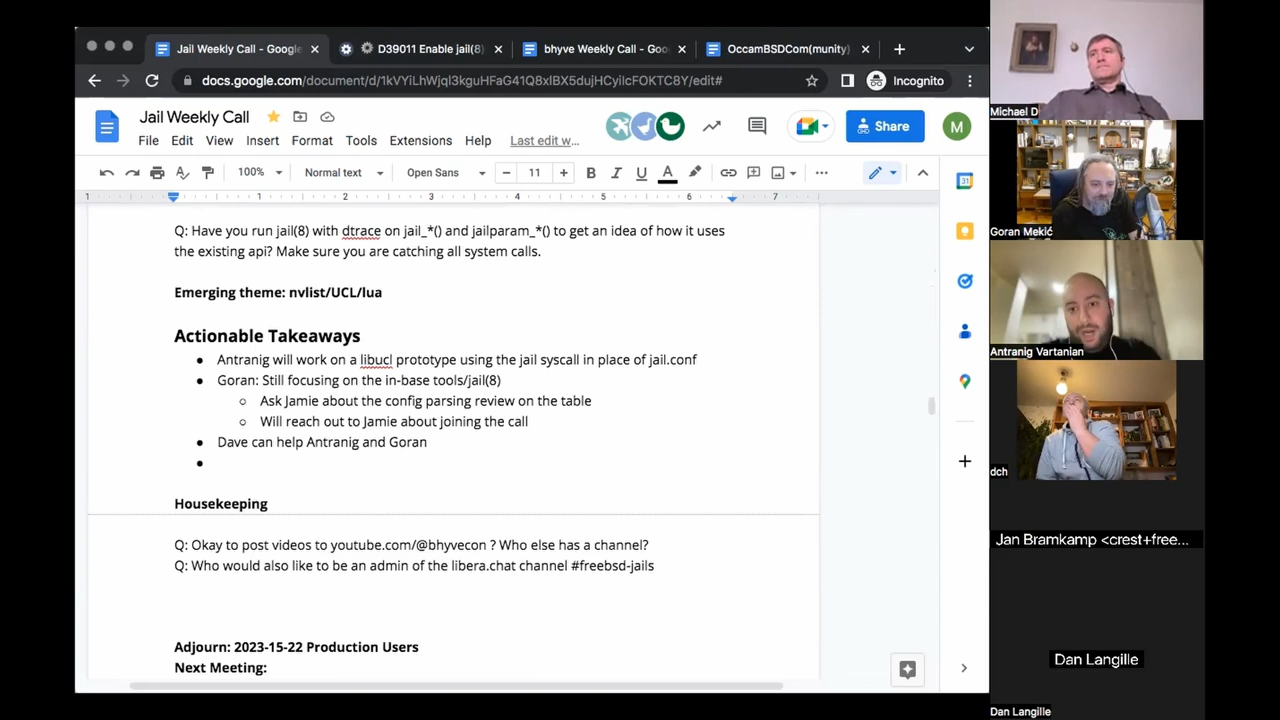 Jail Weekly Call - Google
D39011 Enable jail(8)
bhyve Weekly Call - Goo
OccamBSDCom(munity)
docs.google.com/document/d/1kVYiLhWjqI3kguHFaG41Q8xIBX5dujHCyilcFOKTC8Y/edit#
Incognito
Jail Weekly Call
File Edit View Insert Format Tools Extensions Help Last edit w...
Share
M
100% Normal text Open Sans 11 B I U A
1 1 2 3 4 5 6 7
Q: Have you run jail(8) with dtrace on jail_*() and jailparam_*() to get an idea of how it uses
the existing api? Make sure you are catching all system calls.
Emerging theme: nvlist/UCL/lua
Actionable Takeaways
Antranig will work on a libucl prototype using the jail syscall in place of jail.conf
Goran: Still focusing on the in-base tools/jail(8)
Ask Jamie about the config parsing review on the table
Will reach out to Jamie about joining the call
Dave can help Antranig and Goran
Housekeeping
Q: Okay to post videos to youtube.com/@bhyvecon ? Who else has a channel?
Q: Who would also like to be an admin of the libera.chat channel #freebsd-jails
Adjourn: 2023-15-22 Production Users
Next Meeting:
Michael D
Goran Mekić
Antranig Vartanian
dch
Jan Bramkamp <crest+free...
Dan Langille
Dan Langille